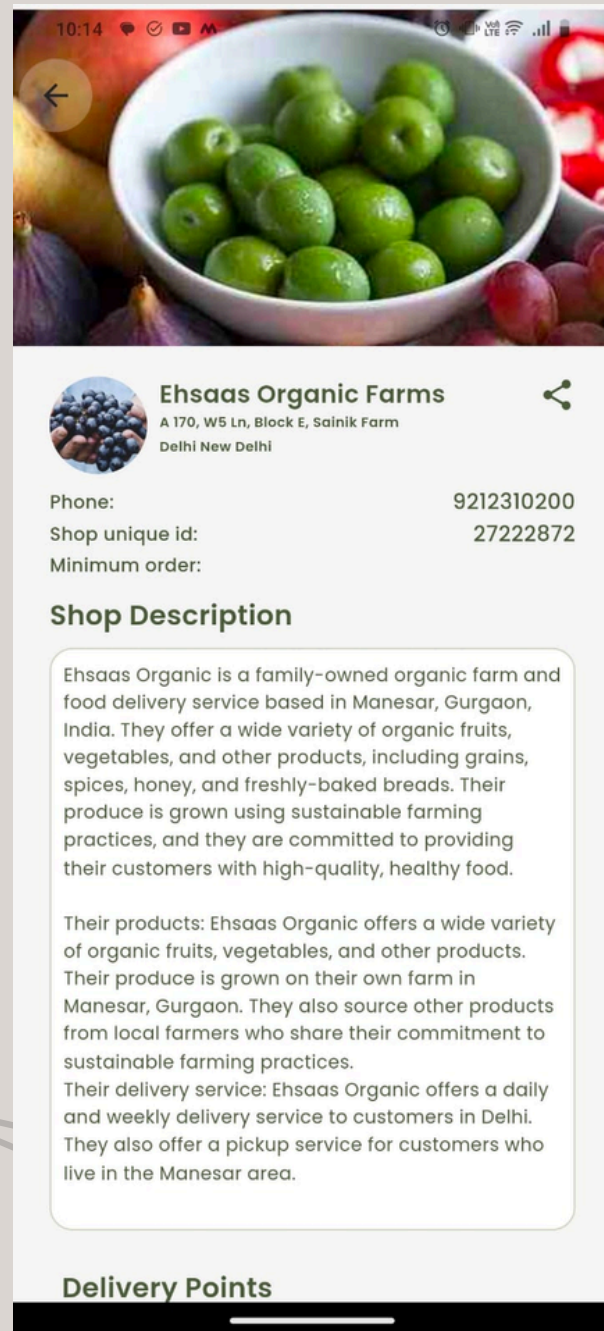 10:14
Vo)
LTE
Ehsaas Organic Farms
A 170, W5 Ln, Block E, Sainik Farm
Delhi New Delhi
Phone: 9212310200
Shop unique id: 27222872
Minimum order:
Shop Description
Ehsaas Organic is a family-owned organic farm and
food delivery service based in Manesar, Gurgaon,
India. They offer a wide variety of organic fruits,
vegetables, and other products, including grains,
spices, honey, and freshly-baked breads. Their
produce is grown using sustainable farming
practices, and they are committed to providing
their customers with high-quality, healthy food.
Their products: Ehsaas Organic offers a wide variety
of organic fruits, vegetables, and other products.
Their produce is grown on their own farm in
Manesar, Gurgaon. They also source other products
from local farmers who share their commitment to
sustainable farming practices.
Their delivery service: Ehsaas Organic offers a daily
and weekly delivery service to customers in Delhi.
They also offer a pickup service for customers who
live in the Manesar area.
Delivery Points